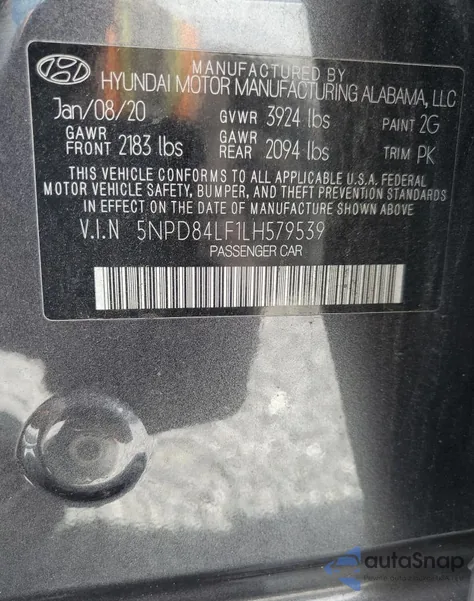 MANUFACTURED BY
HYUNDAI MOTOR MANUFACTURING ALABAMA, LLC
Jan/08/20 GVWR 3924 lbs PAINT 2G
GAWR FRONT 2183 lbs GAWR REAR 2094 lbs TRIM PK
THIS VEHICLE CONFORMS TO ALL APPLICABLE U.S.A. FEDERAL
MOTOR VEHICLE SAFETY, BUMPER, AND THEFT PREVENTION STANDARDS
IN EFFECT ON THE DATE OF MANUFACTURE SHOWN ABOVE.
V.I.N 5NPD84LF1LH579539
PASSENGER CAR
autaSnap